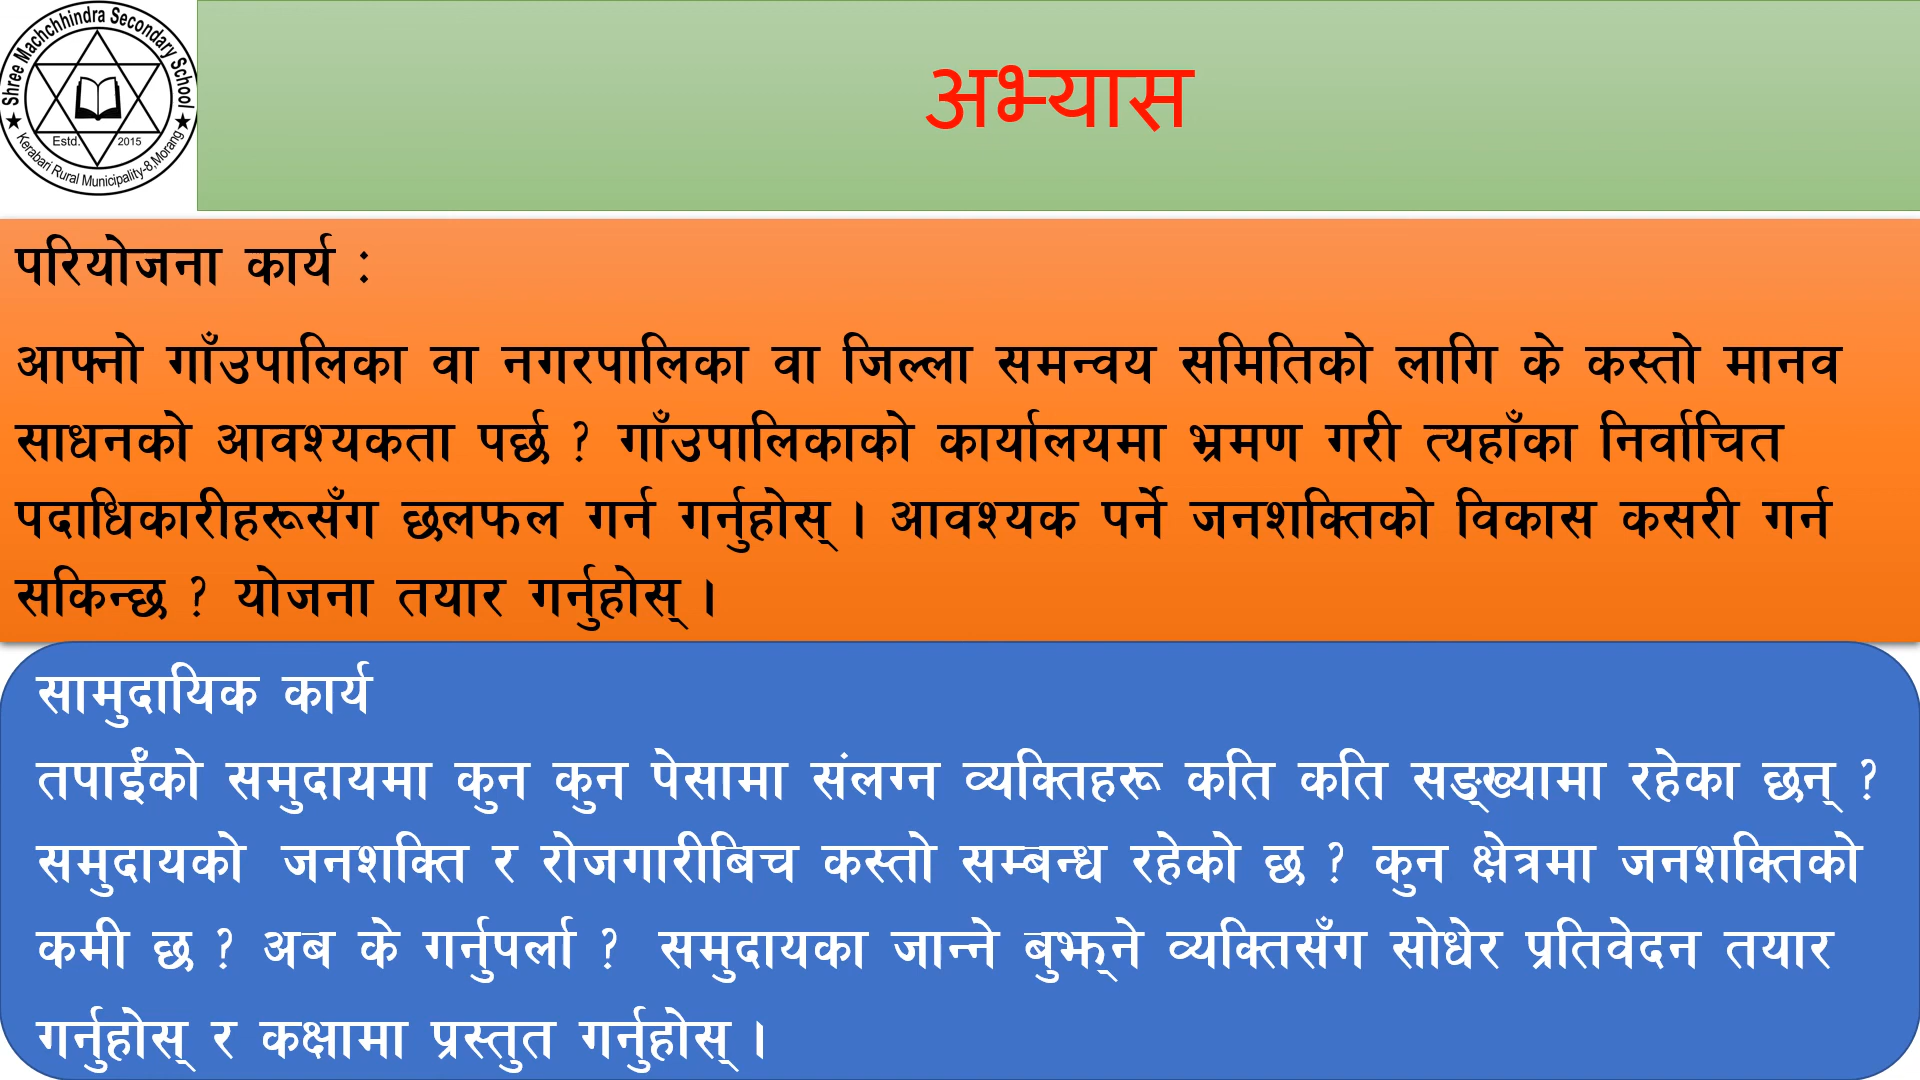 Shree Machchhindra Secondary School
Estd. 2015
Kerabari Rural Municipality-8,Morang
अभ्यास
परियोजना कार्य :
आफ्नो गाँउपालिका वा नगरपालिका वा जिल्ला समन्वय समितिको लागि के कस्तो मानव
साधनको आवश्यकता पर्छ ? गाँउपालिकाको कार्यालयमा भ्रमण गरी त्यहाँका निर्वाचित
पदाधिकारीहरूसँग छलफल गर्न गर्नुहोस् । आवश्यक पर्ने जनशक्तिको विकास कसरी गर्न
सकिन्छ ? योजना तयार गर्नुहोस् ।
सामुदायिक कार्य
तपाईंको समुदायमा कुन कुन पेसामा संलग्न व्यक्तिहरू कति कति सङ्ख्यामा रहेका छन् ?
समुदायको जनशक्ति र रोजगारीबिच कस्तो सम्बन्ध रहेको छ ? कुन क्षेत्रमा जनशक्तिको
कमी छ ? अब के गर्नुपर्ला ? समुदायका जान्ने बुझ्ने व्यक्तिसँग सोधेर प्रतिवेदन तयार
गर्नुहोस् र कक्षामा प्रस्तुत गर्नुहोस् ।